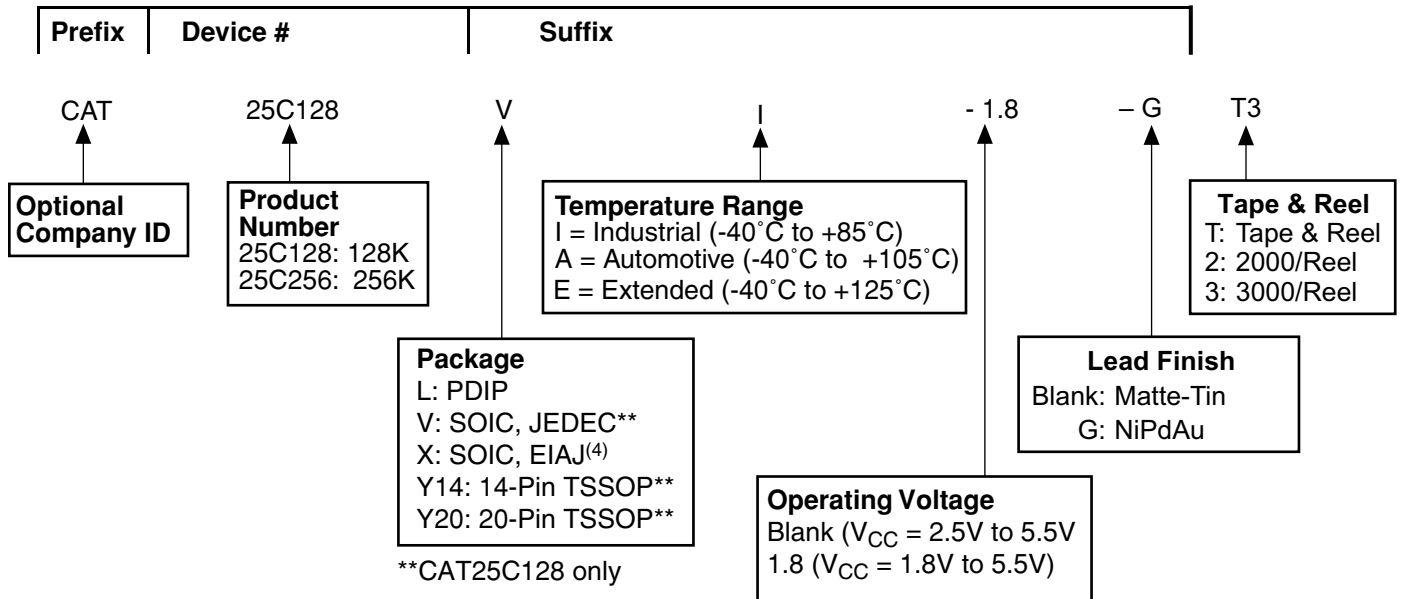 Prefix Device # Suffix
CAT 25C128 V I - 1.8 – G T3
Optional
Company ID
Product
Number
25C128: 128K
25C256: 256K
Temperature Range
I = Industrial (-40˚C to +85˚C)
A = Automotive (-40˚C to +105˚C)
E = Extended (-40˚C to +125˚C)
Tape & Reel
T: Tape & Reel
2: 2000/Reel
3: 3000/Reel
Package
L: PDIP
V: SOIC, JEDEC**
X: SOIC, EIAJ(4)
Y14: 14-Pin TSSOP**
Y20: 20-Pin TSSOP**
**CAT25C128 only
Lead Finish
Blank: Matte-Tin
G: NiPdAu
Operating Voltage
Blank (VCC = 2.5V to 5.5V
1.8 (VCC = 1.8V to 5.5V)